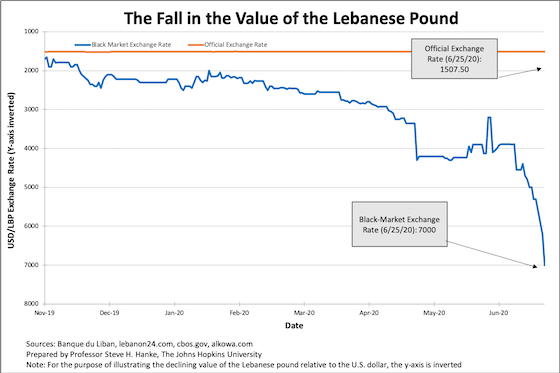 The Fall in the Value of the Lebanese Pound
Black Market Exchange Rate
Official Exchange Rate
Official Exchange
Rate (6/25/20):
1507.50
Black-Market Exchange
Rate (6/25/20): 7000
USD/LBP Exchange Rate (Y-axis inverted)
1000
2000
3000
4000
5000
6000
7000
8000
Nov-19 Dec-19 Jan-20 Feb-20 Mar-20 Apr-20 May-20 Jun-20
Date
Sources: Banque du Liban, lebanon24.com, cbos.gov, alkowa.com
Prepared by Professor Steve H. Hanke, The Johns Hopkins University
Note: For the purpose of illustrating the declining value of the Lebanese pound relative to the U.S. dollar, the y-axis is inverted